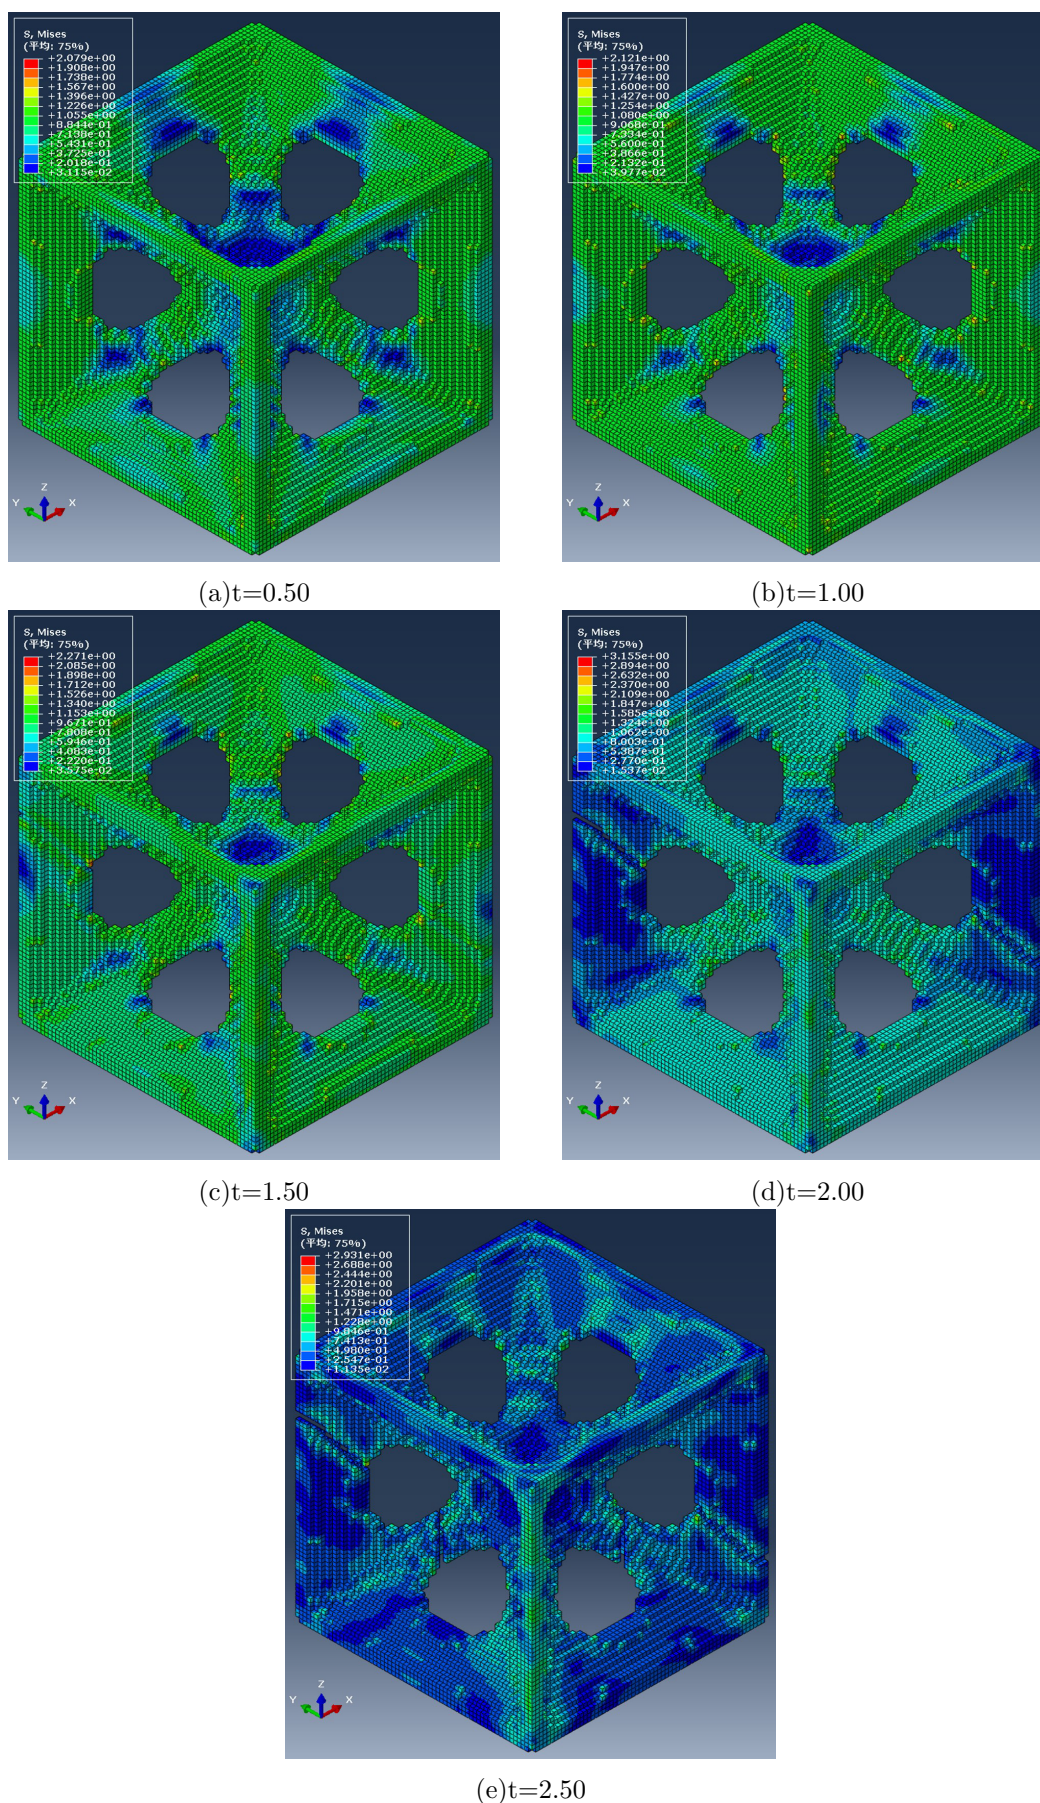 S, Mises
(平均: 75%)
+2.079e+00
+1.908e+00
+1.738e+00
+1.567e+00
+1.396e+00
+1.226e+00
+1.055e+00
+8.844e-01
+7.138e-01
+5.431e-01
+3.725e-01
+2.018e-01
+3.115e-02
Z
Y X
(a)t=0.50
S, Mises
(平均: 75%)
+2.121e+00
+1.947e+00
+1.774e+00
+1.600e+00
+1.427e+00
+1.254e+00
+1.080e+00
+9.068e-01
+7.334e-01
+5.600e-01
+3.866e-01
+2.132e-01
+3.977e-02
Z
Y X
(b)t=1.00
S, Mises
(平均: 75%)
+2.271e+00
+2.085e+00
+1.898e+00
+1.712e+00
+1.526e+00
+1.340e+00
+1.153e+00
+9.671e-01
+7.808e-01
+5.946e-01
+4.083e-01
+2.220e-01
+3.575e-02
Z
Y X
(c)t=1.50
S, Mises
(平均: 75%)
+3.155e+00
+2.894e+00
+2.632e+00
+2.370e+00
+2.109e+00
+1.847e+00
+1.585e+00
+1.324e+00
+1.062e+00
+8.003e-01
+5.387e-01
+2.770e-01
+1.537e-02
Z
Y X
(d)t=2.00
S, Mises
(平均: 75%)
+2.931e+00
+2.688e+00
+2.444e+00
+2.201e+00
+1.958e+00
+1.715e+00
+1.471e+00
+1.228e+00
+9.846e-01
+7.413e-01
+4.980e-01
+2.547e-01
+1.135e-02
Z
Y X
(e)t=2.50